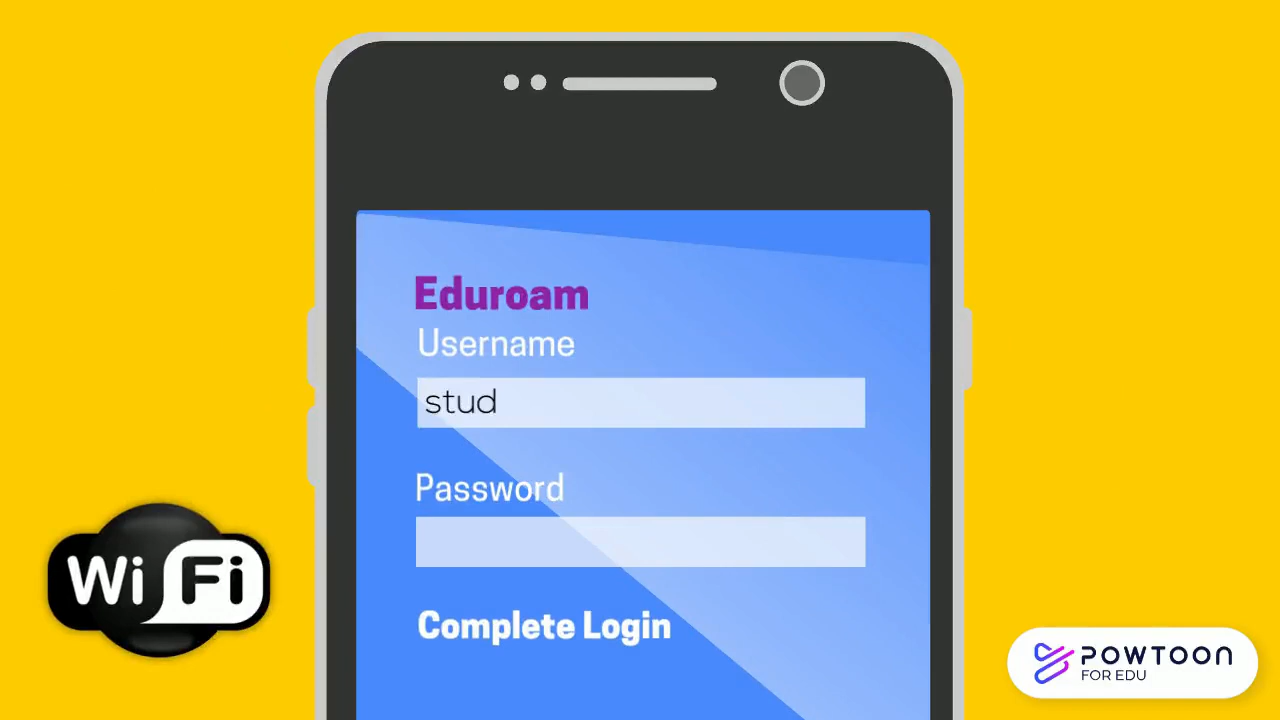 Eduroam
Username
stud
Password
Complete Login
Wi Fi
POWTOON
FOR EDU